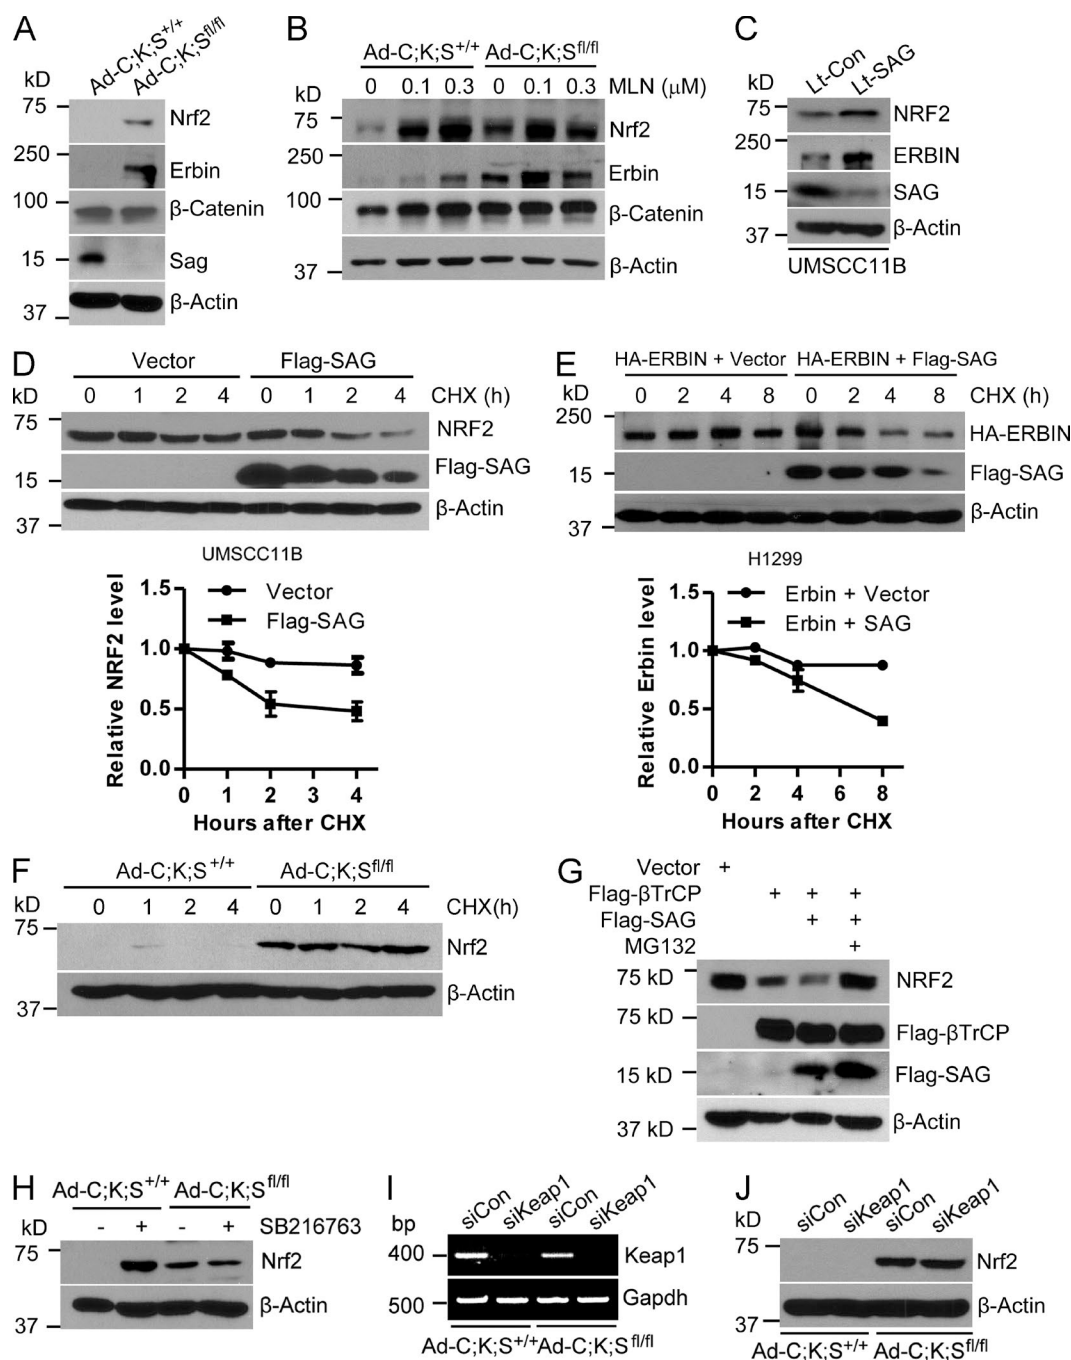 A
Ad-C;K;S+/+
Ad-C;K;Sfl/fl
kD
75
Nrf2
250
Erbin
100
β-Catenin
15
Sag
β-Actin
37
B
Ad-C;K;S+/+ Ad-C;K;Sfl/fl
0 0.1 0.3 0 0.1 0.3 MLN (μM)
kD
75
Nrf2
250
Erbin
100
β-Catenin
β-Actin
37
C
Lt-Con
Lt-SAG
kD
75
NRF2
250
ERBIN
15
SAG
β-Actin
37
UMSCC11B
D
Vector Flag-SAG
kD 0 1 2 4 0 1 2 4 CHX (h)
75
NRF2
Flag-SAG
15
β-Actin
37
UMSCC11B
Relative NRF2 level
1.5
1.0
0.5
0.0
Vector
Flag-SAG
0 1 2 3 4
Hours after CHX
E
HA-ERBIN + Vector HA-ERBIN + Flag-SAG
kD 0 2 4 8 0 2 4 8 CHX (h)
250
HA-ERBIN
15 Flag-SAG
β-Actin
37
H1299
Relative Erbin level
1.5
1.0
0.5
0.0
Erbin + Vector
Erbin + SAG
0 2 4 6 8
Hours after CHX
F
Ad-C;K;S+/+ Ad-C;K;Sfl/fl
kD 0 1 2 4 0 1 2 4 CHX(h)
75
Nrf2
β-Actin
37
G
Vector +
Flag-βTrCP + + +
Flag-SAG + +
MG132 +
75 kD NRF2
75 kD
Flag-βTrCP
15 kD Flag-SAG
β-Actin
37 kD
H
Ad-C;K;S+/+ Ad-C;K;Sfl/fl
kD - + - + SB216763
75
Nrf2
β-Actin
37
I
siCon
siKeap1
siCon
siKeap1
bp
400 Keap1
500 Gapdh
Ad-C;K;S+/+ Ad-C;K;Sfl/fl
J
siCon
siKeap1
siCon
siKeap1
kD
75
Nrf2
β-Actin
37
Ad-C;K;S+/+ Ad-C;K;Sfl/fl